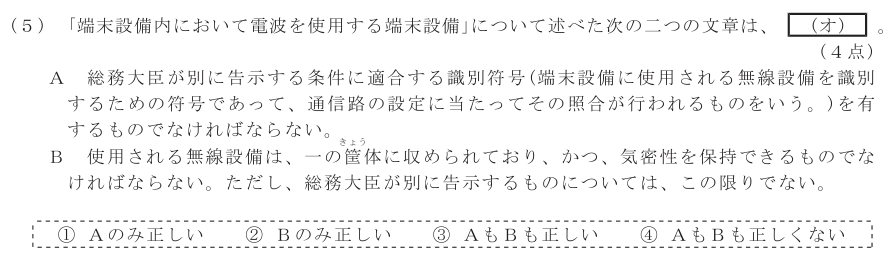 (5) 「端末設備内において電波を使用する端末設備」について述べた次の二つの文章は、 (オ) 。
(4点)
A 総務大臣が別に告示する条件に適合する識別符号(端末設備に使用される無線設備を識別
するための符号であって、通信路の設定に当たってその照合が行われるものをいう。)を有
するものでなければならない。
きょう
B 使用される無線設備は、一の筐体に収められており、かつ、気密性を保持できるものでな
ければならない。ただし、総務大臣が別に告示するものについては、この限りでない。
① Aのみ正しい ② Bのみ正しい ③ AもBも正しい ④ AもBも正しくない